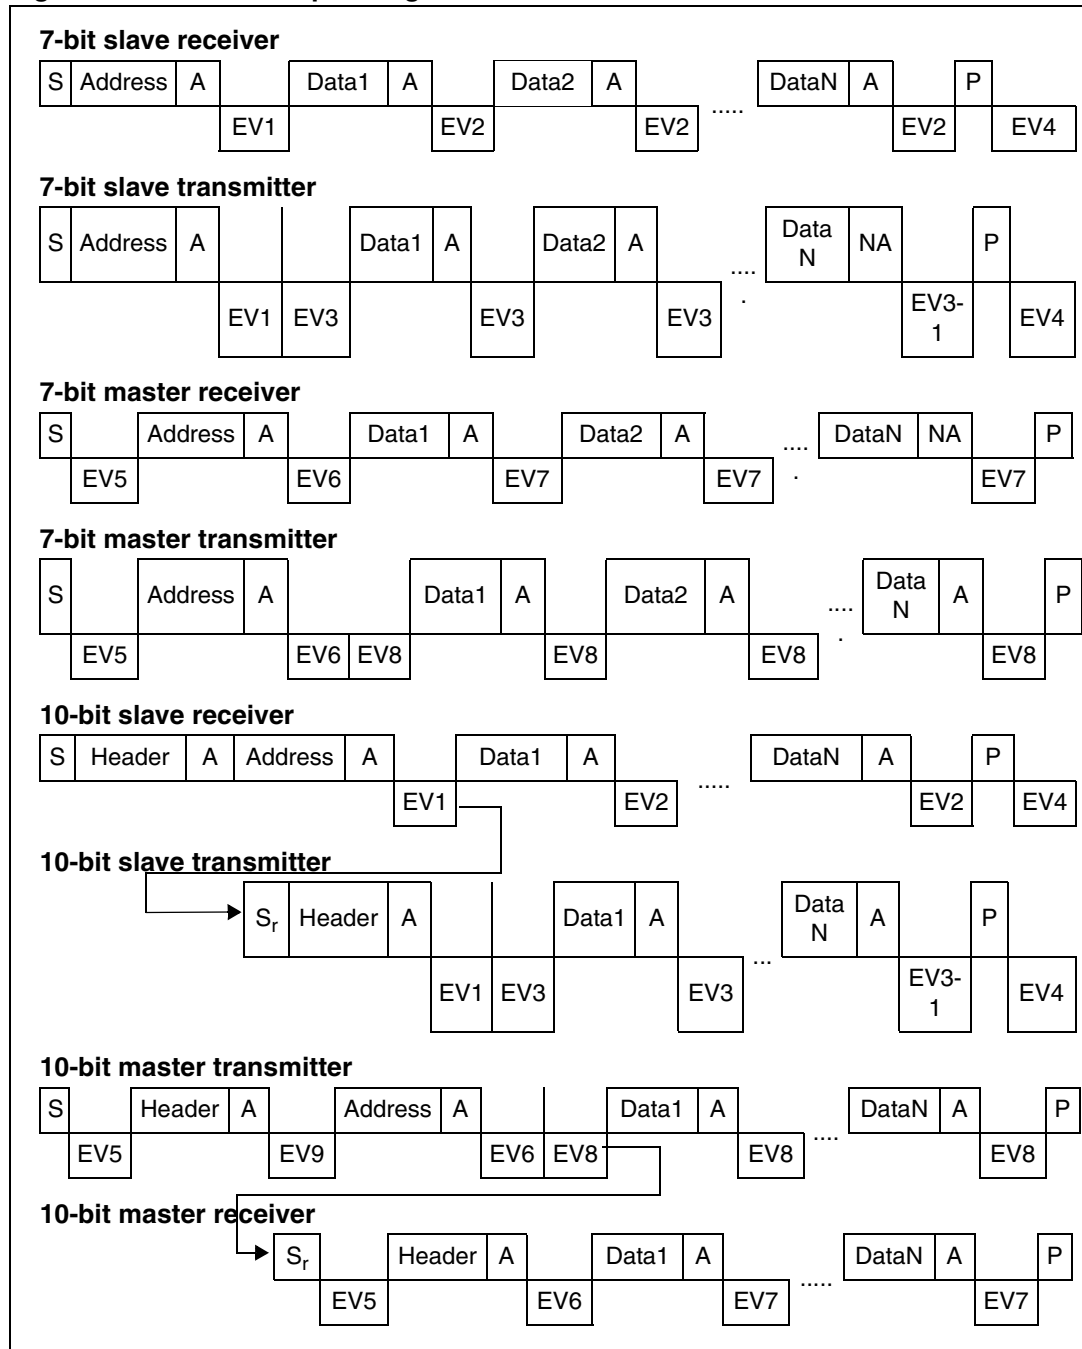 7-bit slave receiver
S Address A Data1 A Data2 A ..... DataN A P
EV1 EV2 EV2 EV2 EV4
7-bit slave transmitter
S Address A Data1 A Data2 A .... . Data N NA P
EV1 EV3 EV3 EV3 EV3-1 EV4
7-bit master receiver
S Address A Data1 A Data2 A .... . DataN NA P
EV5 EV6 EV7 EV7 EV7
7-bit master transmitter
S Address A Data1 A Data2 A .... . Data N A P
EV5 EV6 EV8 EV8 EV8 EV8
10-bit slave receiver
S Header A Address A Data1 A ..... DataN A P
EV1 EV2 EV2 EV4
10-bit slave transmitter
Sr Header A Data1 A ... Data N A P
EV1 EV3 EV3 EV3-1 EV4
10-bit master transmitter
S Header A Address A Data1 A .... DataN A P
EV5 EV9 EV6 EV8 EV8 EV8
10-bit master receiver
Sr Header A Data1 A ..... DataN A P
EV5 EV6 EV7 EV7